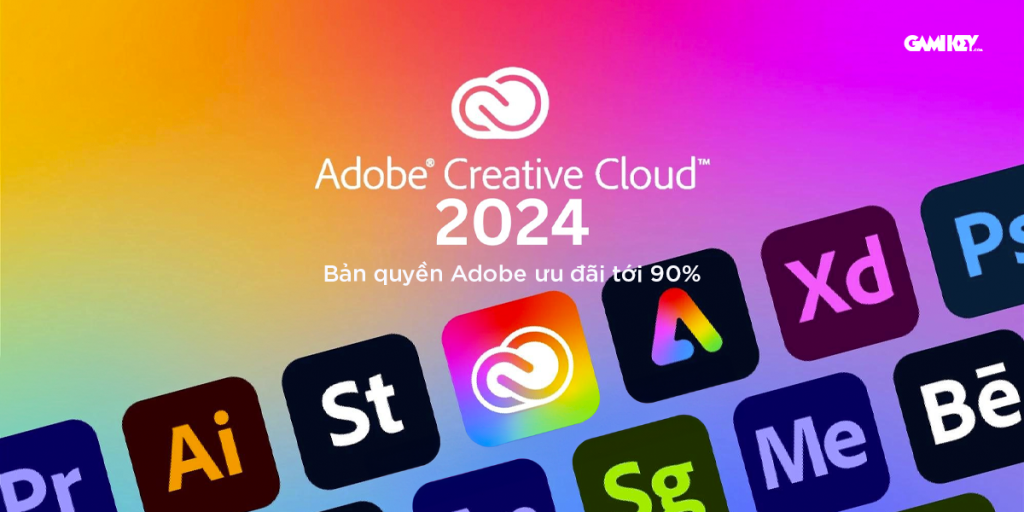 GAMIKEY.COM
Adobe® Creative Cloud™
2024
Bản quyền Adobe ưu đãi tới 90%
Ps
Xd
St
Ai
Pr
Bē
Me
Sg